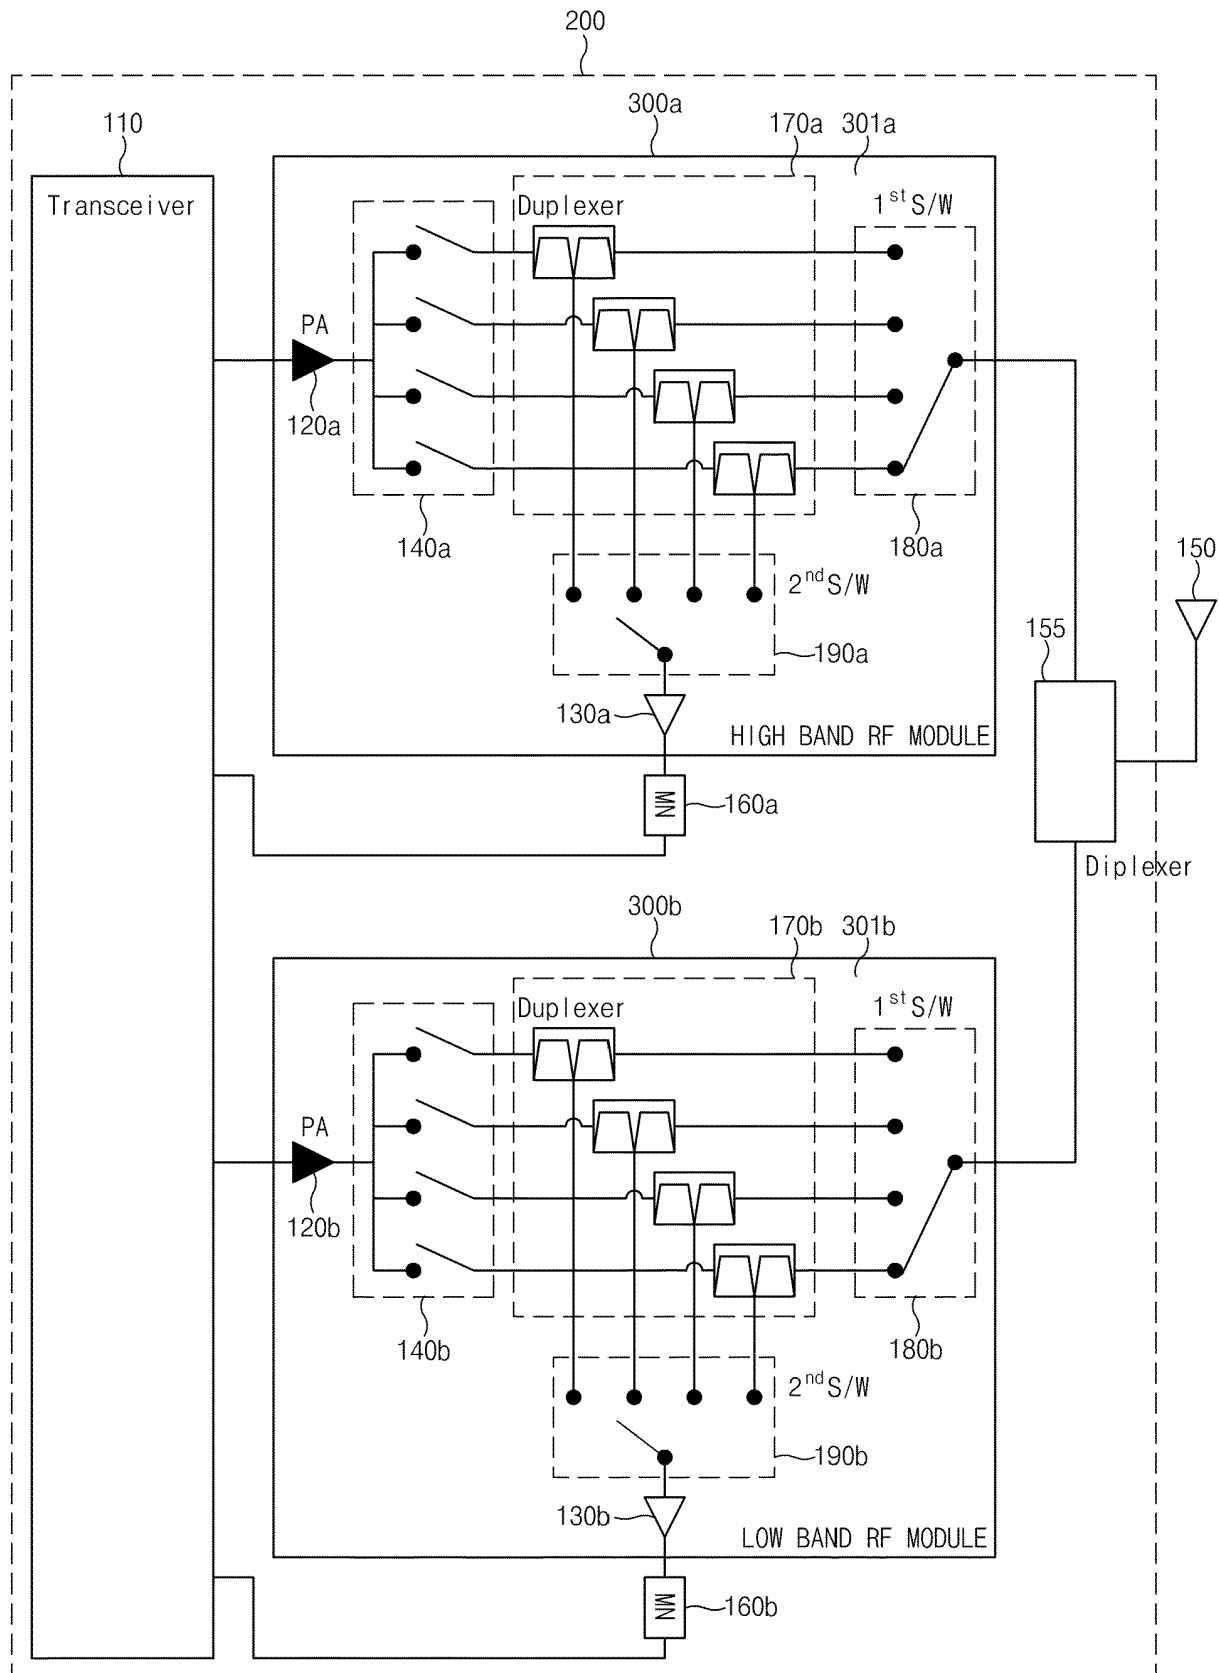 200
300a
110
170a
301a
Transceiver
Duplexer
1st S/W
PA
120a
140a
180a
150
2nd S/W
155
190a
130a
HIGH BAND RF MODULE
MN
160a
Diplexer
300b
170b
301b
Duplexer
1st S/W
PA
120b
140b
180b
2nd S/W
190b
130b
LOW BAND RF MODULE
MN
160b